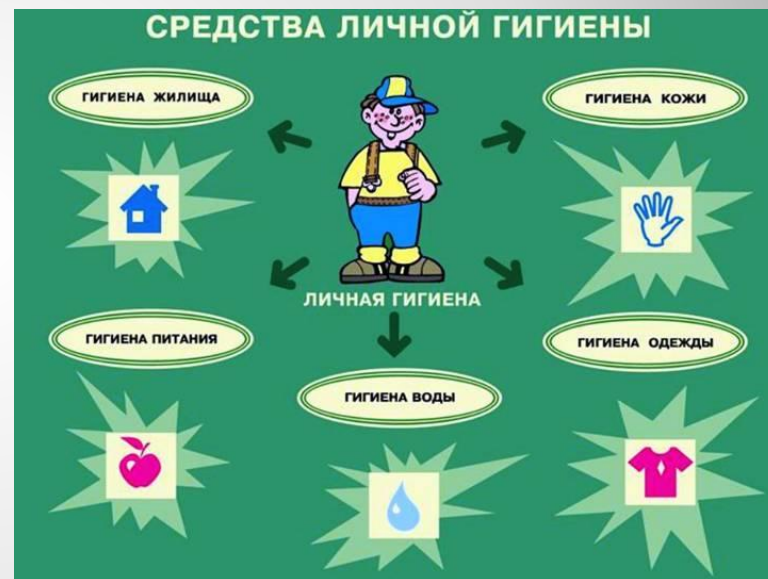 СРЕДСТВА ЛИЧНОЙ ГИГИЕНЫ
ГИГИЕНА ЖИЛИЩА
ГИГИЕНА КОЖИ
ЛИЧНАЯ ГИГИЕНА
ГИГИЕНА ПИТАНИЯ
ГИГИЕНА ОДЕЖДЫ
ГИГИЕНА ВОДЫ